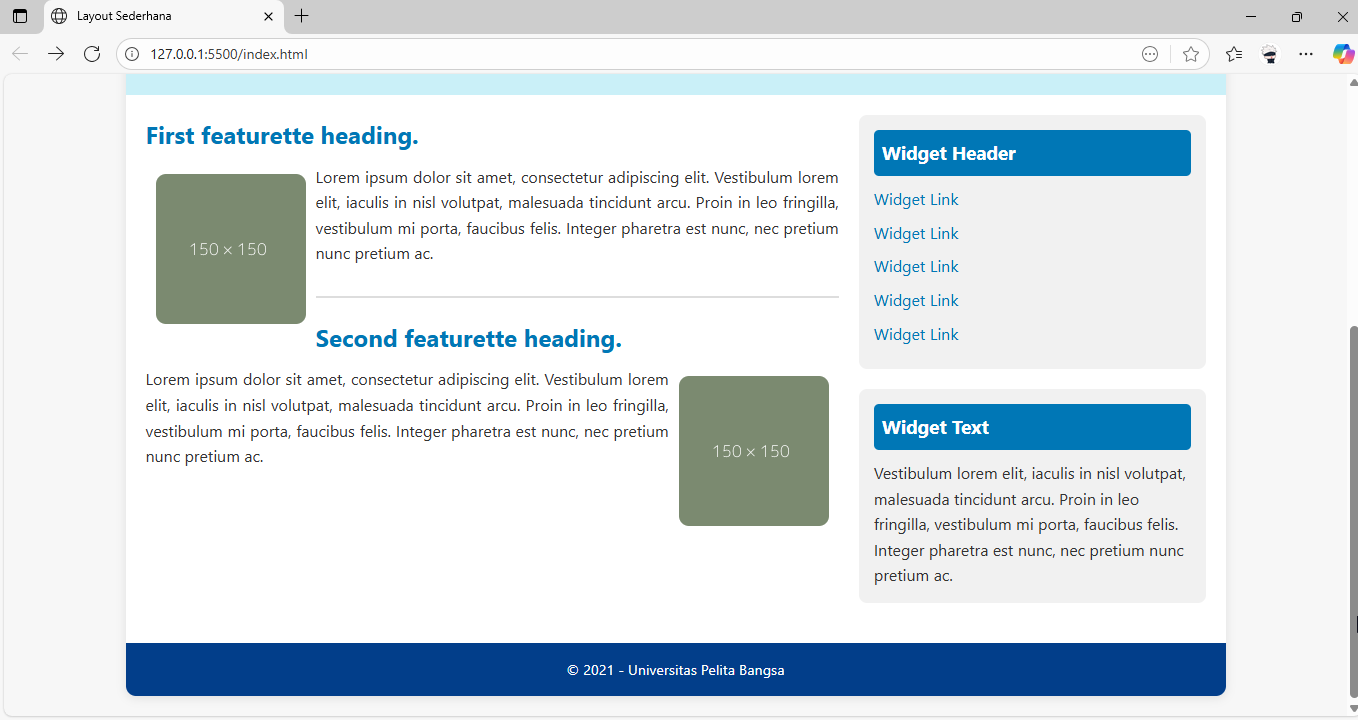 Layout Sederhana
127.0.0.1:5500/index.html
First featurette heading.
150 × 150
Lorem ipsum dolor sit amet, consectetur adipiscing elit. Vestibulum lorem
elit, iaculis in nisl volutpat, malesuada tincidunt arcu. Proin in leo fringilla,
vestibulum mi porta, faucibus felis. Integer pharetra est nunc, nec pretium
nunc pretium ac.
Second featurette heading.
Lorem ipsum dolor sit amet, consectetur adipiscing elit. Vestibulum lorem
elit, iaculis in nisl volutpat, malesuada tincidunt arcu. Proin in leo fringilla,
vestibulum mi porta, faucibus felis. Integer pharetra est nunc, nec pretium
nunc pretium ac.
150 × 150
Widget Header
Widget Link
Widget Link
Widget Link
Widget Link
Widget Link
Widget Text
Vestibulum lorem elit, iaculis in nisl volutpat,
malesuada tincidunt arcu. Proin in leo
fringilla, vestibulum mi porta, faucibus felis.
Integer pharetra est nunc, nec pretium nunc
pretium ac.
© 2021 - Universitas Pelita Bangsa